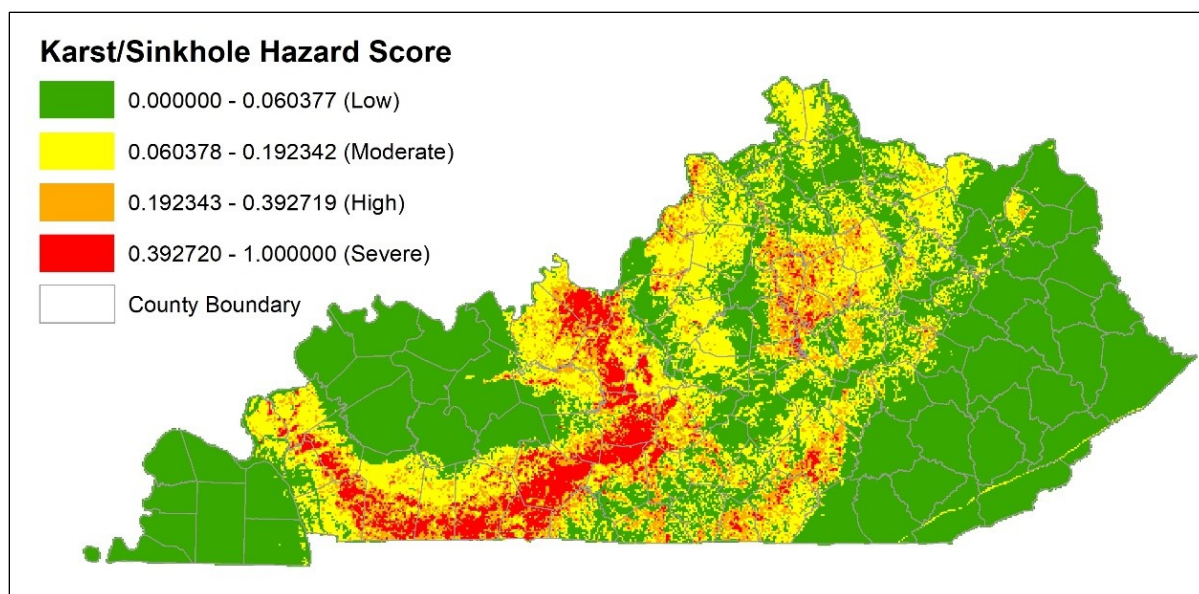 Karst/Sinkhole Hazard Score
0.000000 - 0.060377 (Low)
0.060378 - 0.192342 (Moderate)
0.192343 - 0.392719 (High)
0.392720 - 1.000000 (Severe)
County Boundary